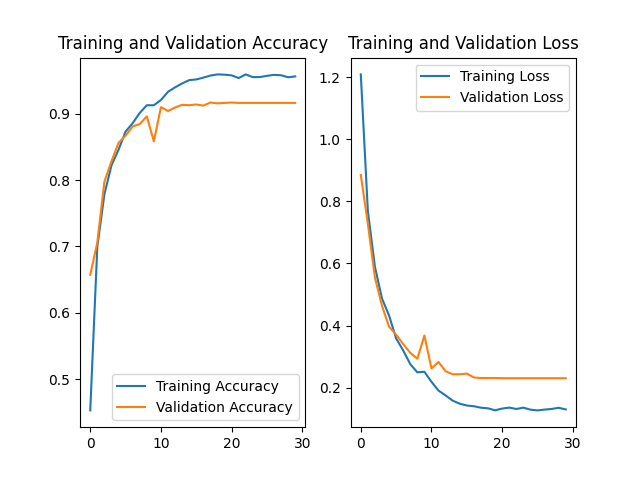 Training and Validation Accuracy
0.9
0.8
0.7
0.6
0.5
Training Accuracy
Validation Accuracy
0 10 20 30
Training and Validation Loss
Training Loss
Validation Loss
1.2
1.0
0.8
0.6
0.4
0.2
0 10 20 30